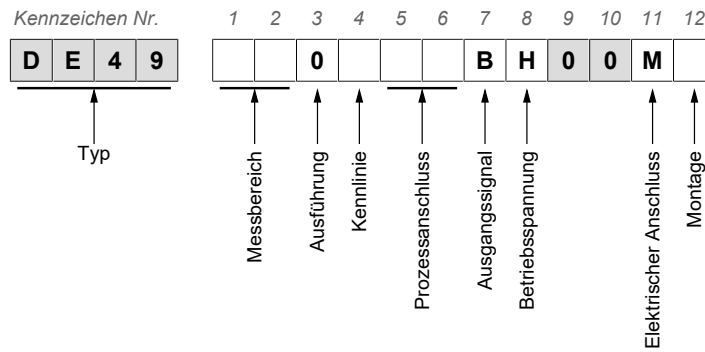 Kennzeichen Nr. 1 2 3 4 5 6 7 8 9 10 11 12
D E 4 9 0 B H 0 0 M
Typ
Messbereich
Ausführung
Kennlinie
Prozessanschluss
Ausgangssignal
Betriebsspannung
Elektrischer Anschluss
Montage